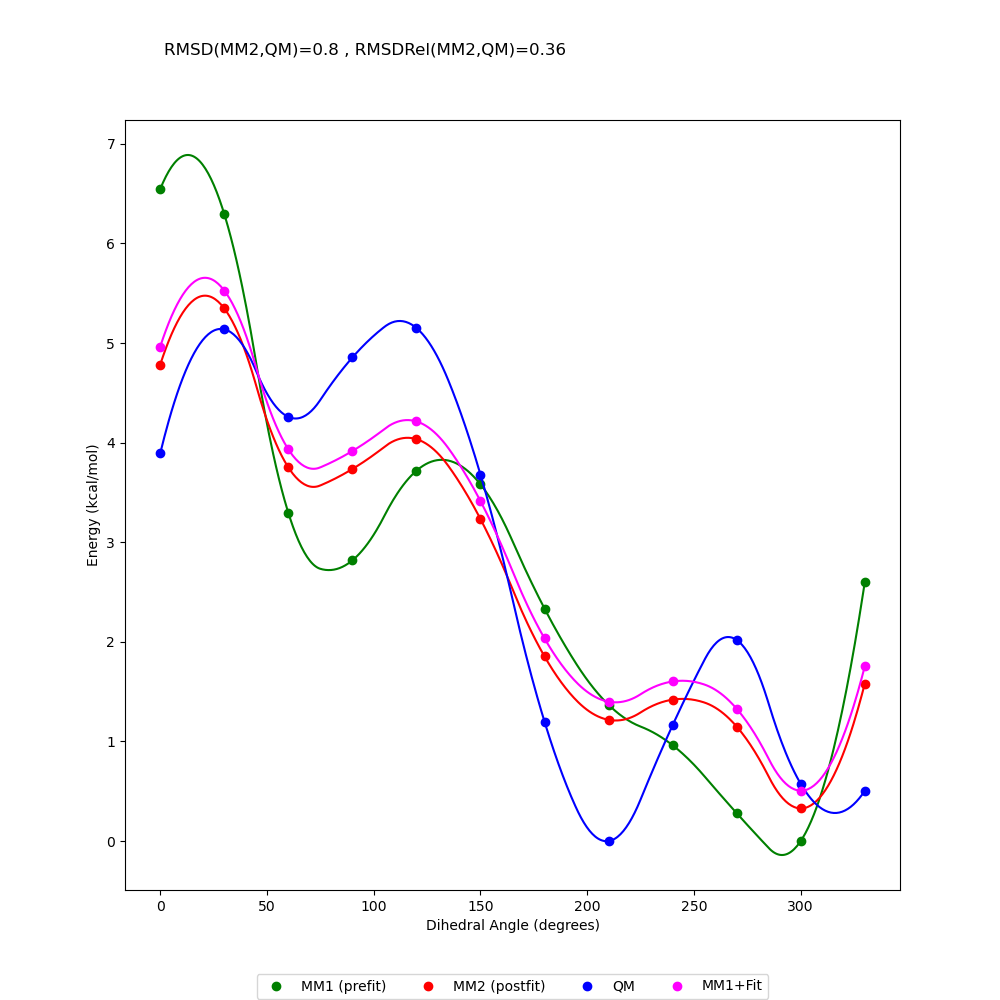 RMSD(MM2,QM)=0.8 , RMSDRel(MM2,QM)=0.36
7
6
5
4
3
2
1
0
Energy (kcal/mol)
0 50 100 150 200 250 300
Dihedral Angle (degrees)
MM1 (prefit) MM2 (postfit) QM MM1+Fit